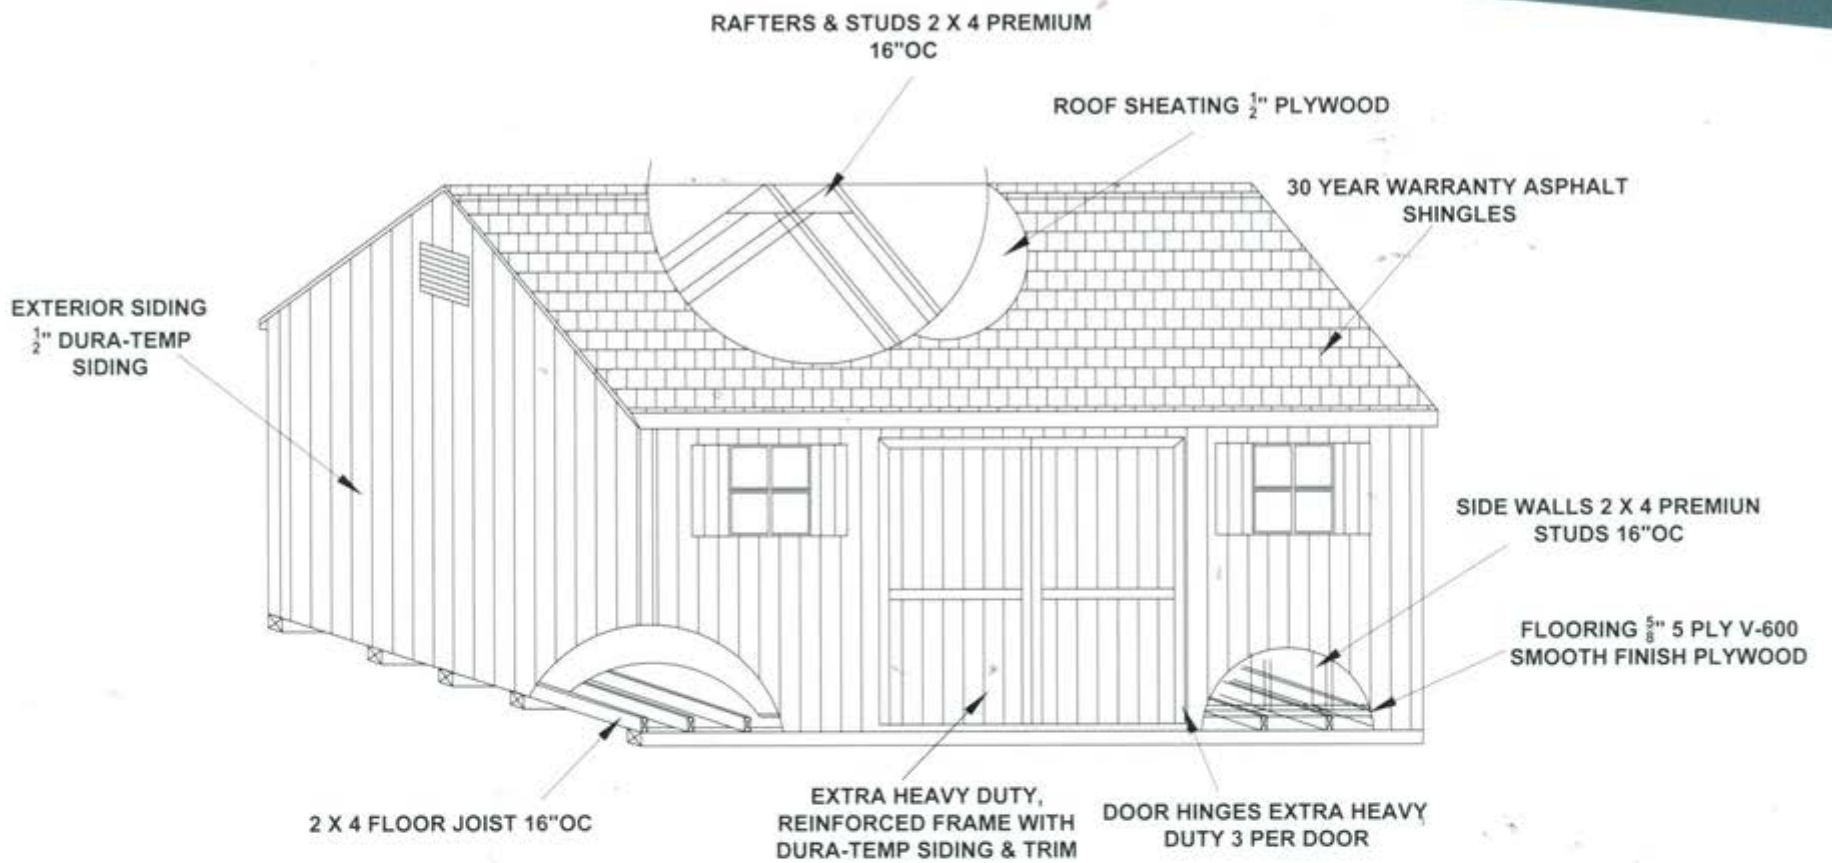 RAFTERS & STUDS 2 X 4 PREMIUM
16"OC
ROOF SHEATING ½" PLYWOOD
30 YEAR WARRANTY ASPHALT
SHINGLES
EXTERIOR SIDING
½" DURA-TEMP
SIDING
SIDE WALLS 2 X 4 PREMIUN
STUDS 16"OC
FLOORING ⅝" 5 PLY V-600
SMOOTH FINISH PLYWOOD
2 X 4 FLOOR JOIST 16"OC
EXTRA HEAVY DUTY,
REINFORCED FRAME WITH
DURA-TEMP SIDING & TRIM
DOOR HINGES EXTRA HEAVY
DUTY 3 PER DOOR